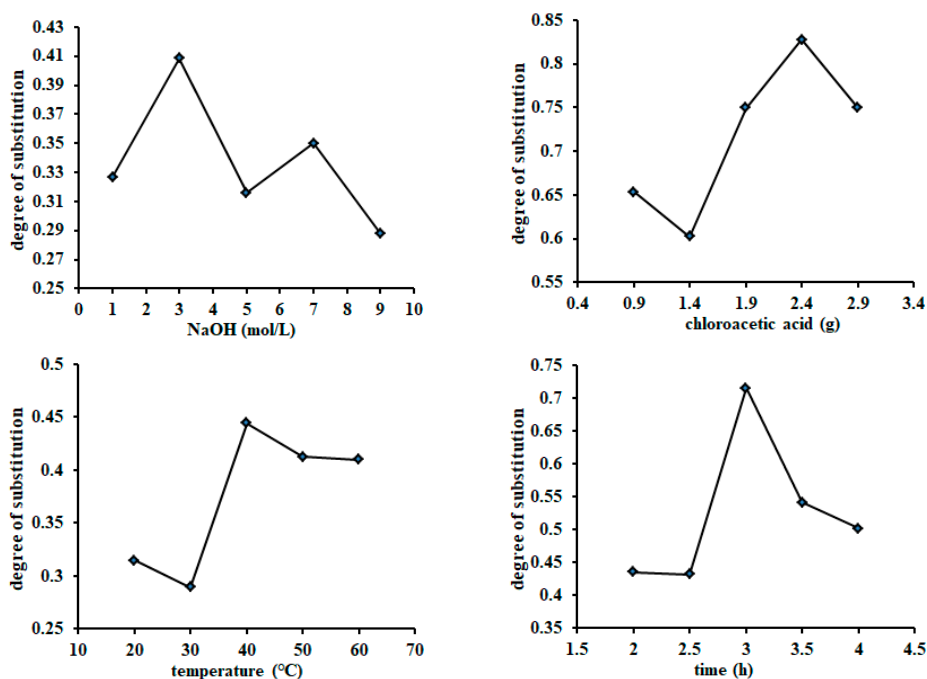 degree of substitution
0.43
0.41
0.39
0.37
0.35
0.33
0.31
0.29
0.27
0.25
0 1 2 3 4 5 6 7 8 9 10
NaOH (mol/L)
degree of substitution
0.85
0.8
0.75
0.7
0.65
0.6
0.55
0.4 0.9 1.4 1.9 2.4 2.9 3.4
chloroacetic acid (g)
degree of substitution
0.5
0.45
0.4
0.35
0.3
0.25
10 20 30 40 50 60 70
temperature (°C)
degree of substitution
0.75
0.7
0.65
0.6
0.55
0.5
0.45
0.4
0.35
1.5 2 2.5 3 3.5 4 4.5
time (h)